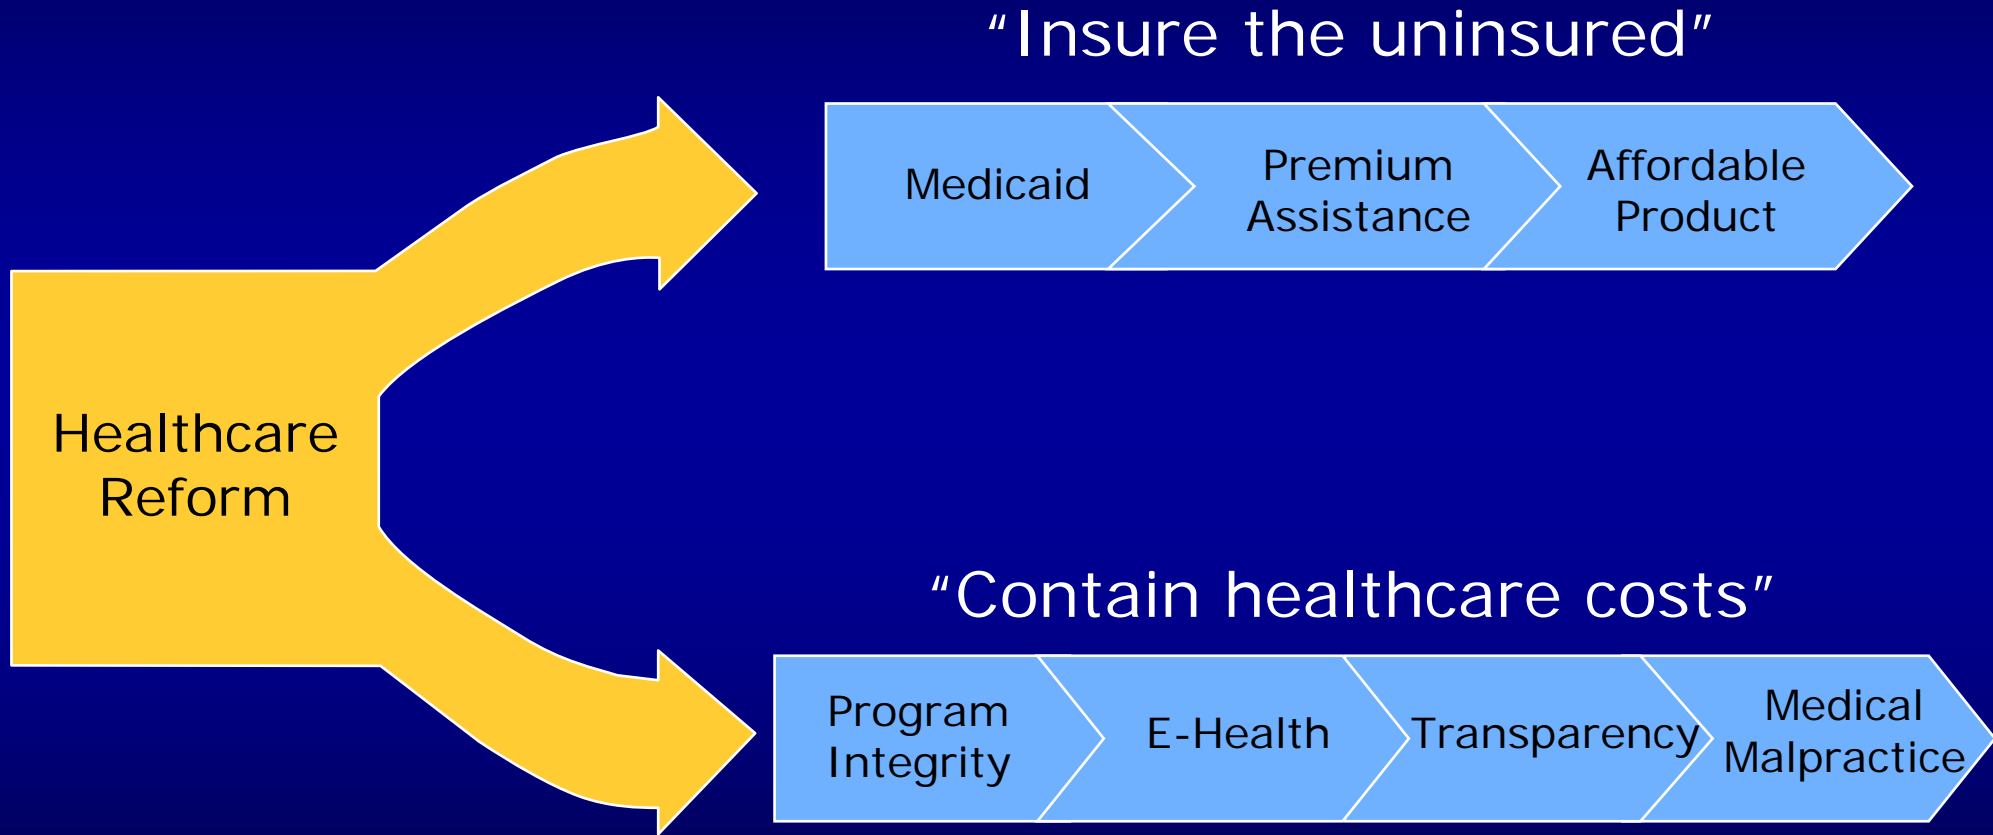 “Insure the uninsured”
Medicaid
Premium
Assistance
Affordable
Product
Healthcare
Reform
“Contain healthcare costs”
Program
Integrity
E-Health
Transparency
Medical
Malpractice